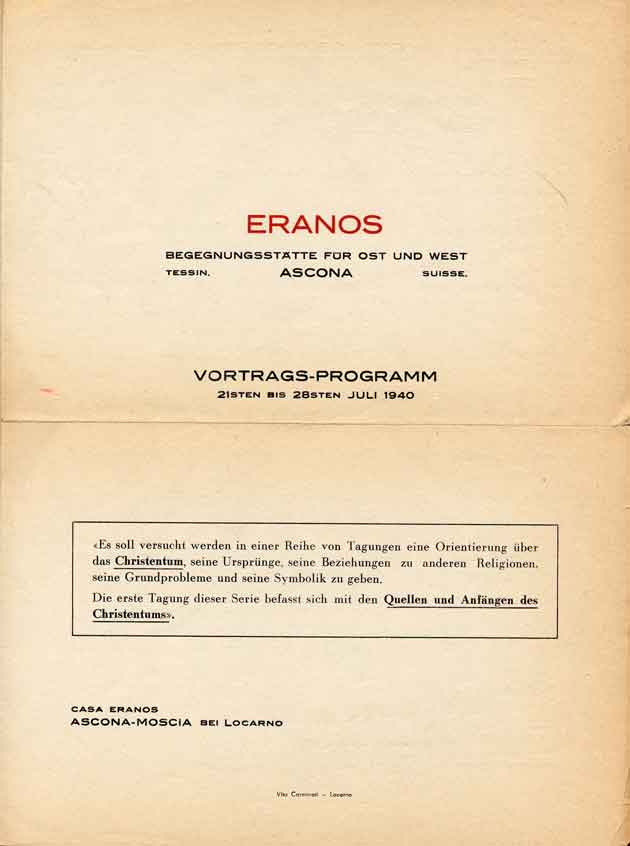 ERANOS
BEGEGNUNGSSTÄTTE FÜR OST UND WEST
TESSIN. ASCONA SUISSE.
VORTRAGS-PROGRAMM
21STEN BIS 28STEN JULI 1940
«Es soll versucht werden in einer Reihe von Tagungen eine Orientierung über
das Christentum, seine Ursprünge, seine Beziehungen zu anderen Religionen,
seine Grundprobleme und seine Symbolik zu geben.
Die erste Tagung dieser Serie befasst sich mit den Quellen und Anfängen des
Christentums».
CASA ERANOS
ASCONA-MOSCIA BEI LOCARNO
Vito Carminati – Locarno